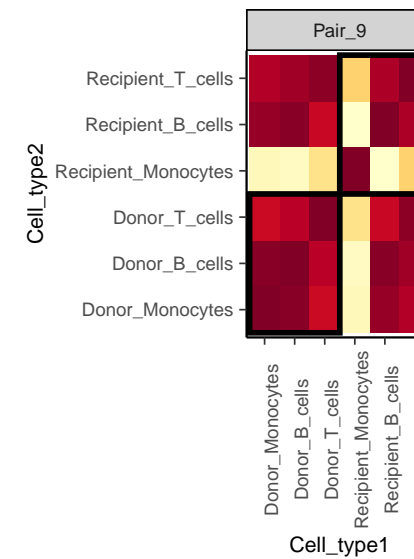 Pair_9
Recipient_T_cells
Recipient_B_cells
Recipient_Monocytes
Donor_T_cells
Donor_B_cells
Donor_Monocytes
Cell_type2
Donor_Monocytes
Donor_B_cells
Donor_T_cells
Recipient_Monocytes
Recipient_B_cells
Cell_type1